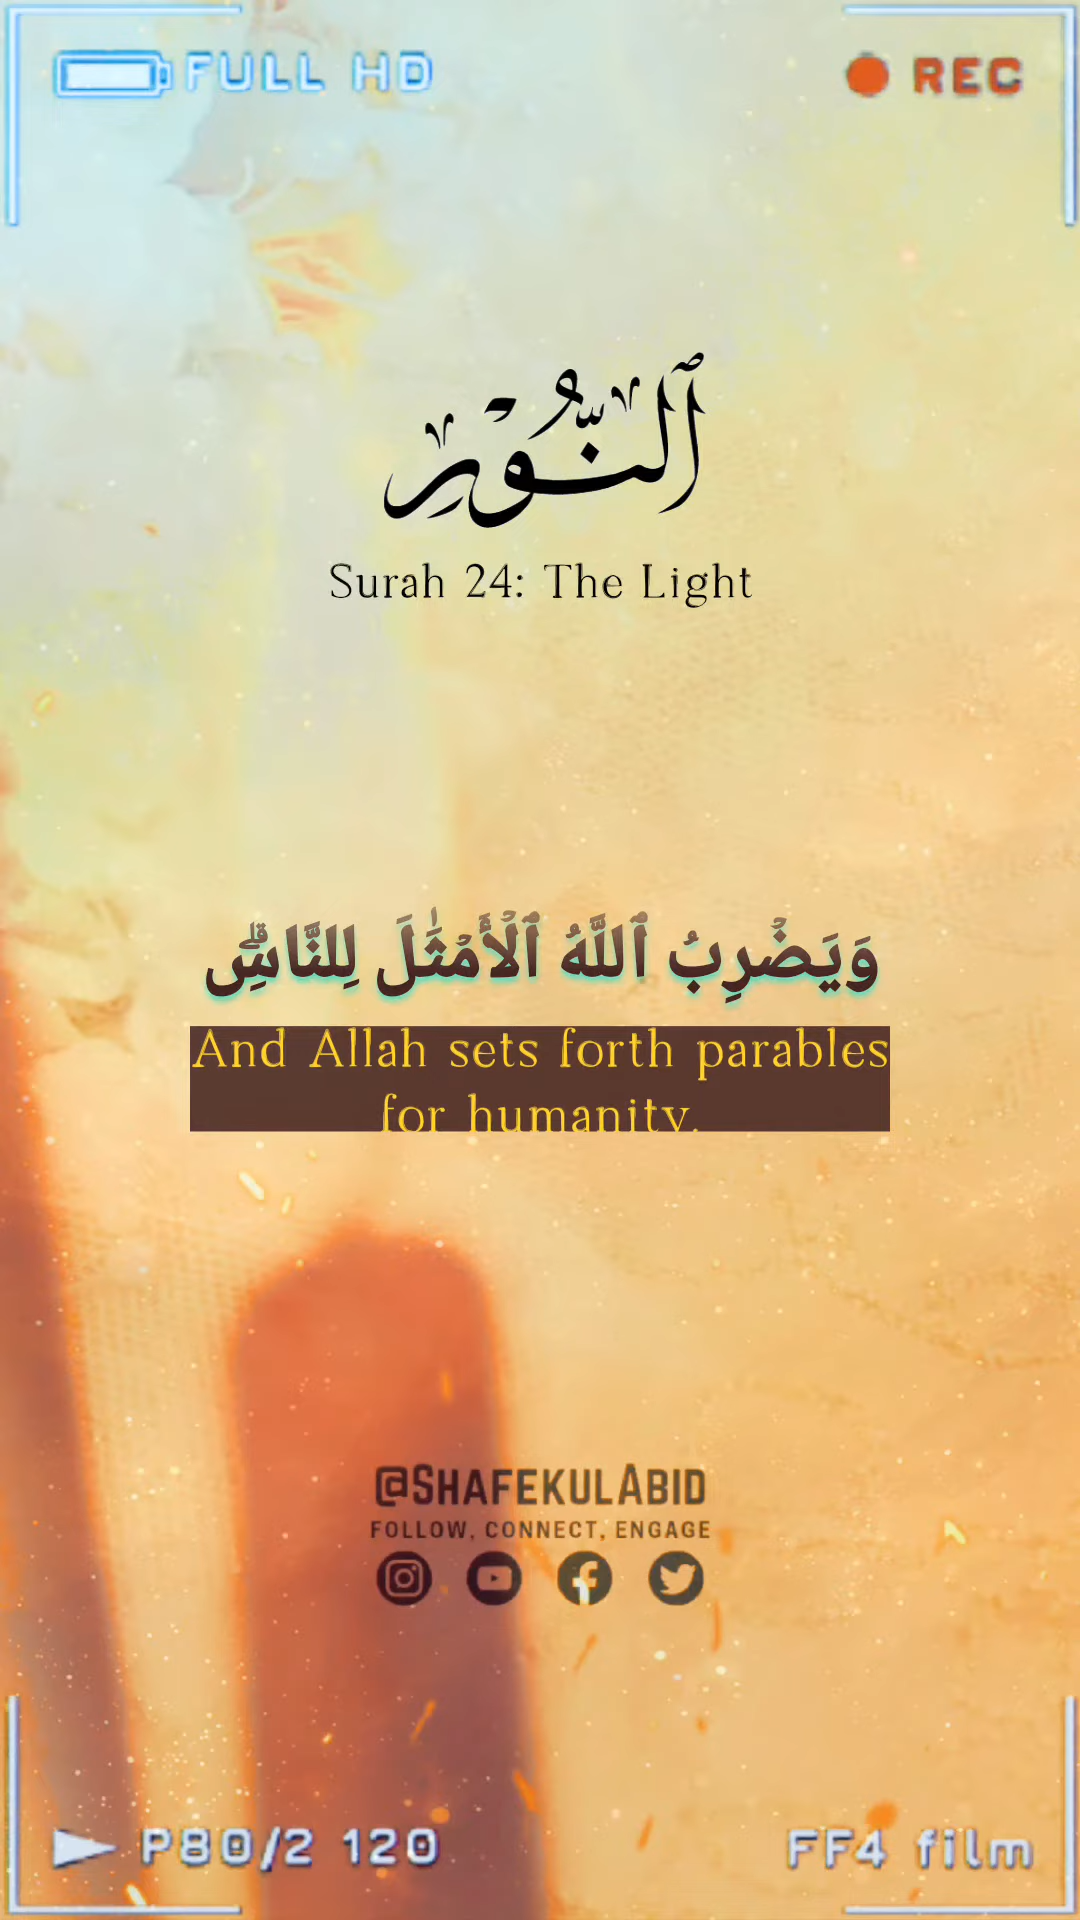 FULL HD
REC
ٱلنُّورِ
Surah 24: The Light
وَيَضۡرِبُ ٱللَّهُ ٱلۡأَمۡثَٰلَ لِلنَّاسِۗ
And Allah sets forth parables
for humanity.
@SHAFEKULABID
FOLLOW, CONNECT, ENGAGE
P80/2 120
FF4 film